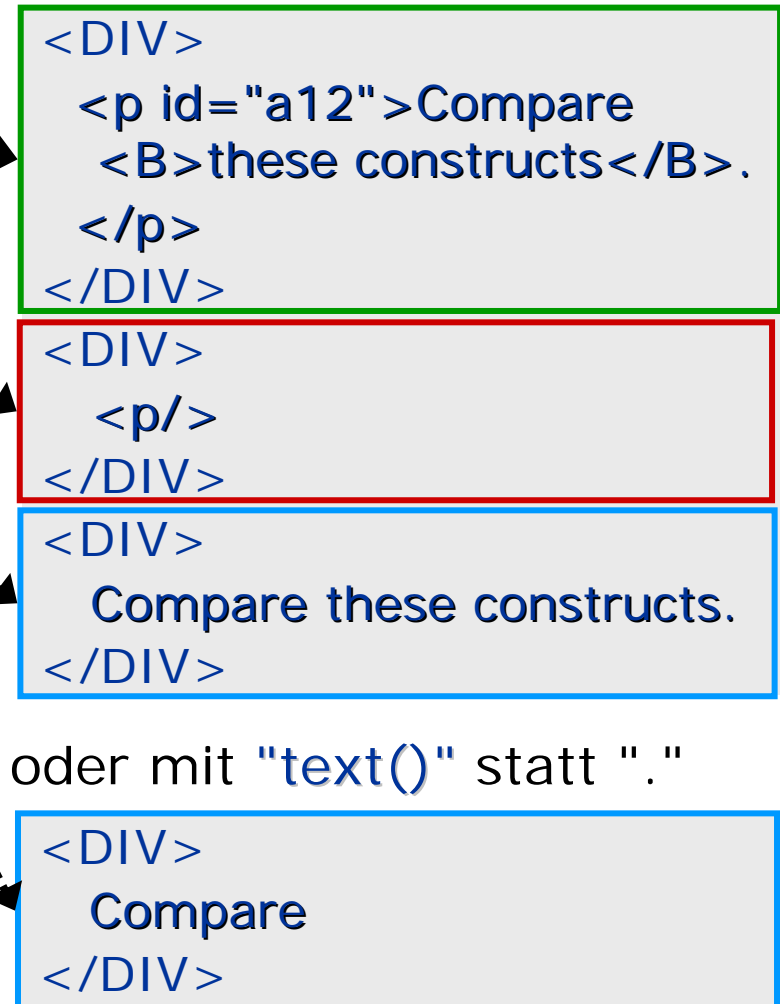 <DIV>
<p id="a12">Compare
<B>these constructs</B>.
</p>
</DIV>
<DIV>
<p/>
</DIV>
<DIV>
Compare these constructs.
</DIV>
oder mit "text()" statt "."
<DIV>
Compare
</DIV>